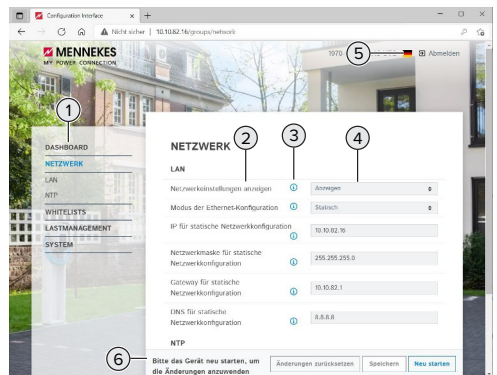 Configuration Interface
Nicht sicher | 10.10.82.16/groups/network
MENNEKES
MY POWER CONNECTION
1970-
5
Abmelden
1
DASHBOARD
NETZWERK
LAN
NTP
WHITELISTS
LASTMANAGEMENT
SYSTEM
NETZWERK
2
3
4
LAN
Netzwerkeinstellungen anzeigen
Anzeigen
Modus der Ethernet-Konfiguration
Statisch
IP für statische Netzwerkkonfiguration
10.10.82.16
Netzwerkmaske für statische
Netzwerkkonfiguration
255.255.255.0
Gateway für statische
Netzwerkkonfiguration
10.10.82.1
DNS für statische
Netzwerkkonfiguration
8.8.8.8
NTP
6
Bitte das Gerät neu starten, um
die Änderungen anzuwenden
Änderungen zurücksetzen
Speichern
Neu starten